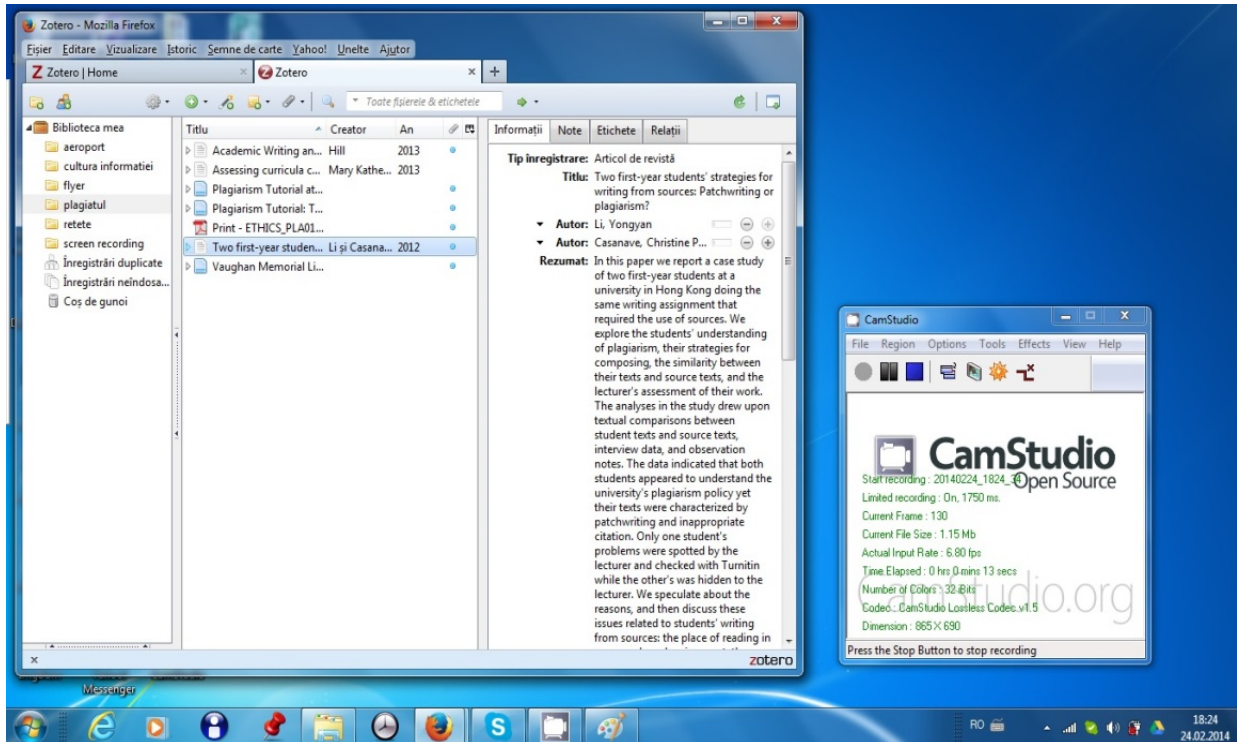 Zotero - Mozilla Firefox
Fișier Editare Vizualizare Istoric Semne de carte Yahoo! Unelte Ajutor
Zotero | Home
Zotero
Toate fișierele & etichetele
Biblioteca mea
aeroport
cultura informatiei
flyer
plagiatul
retete
screen recording
Înregistrări duplicate
Înregistrări neîndosa...
Coș de gunoi
Titlu Creator An
Academic Writing an... Hill 2013
Assessing curricula c... Mary Kathe... 2013
Plagiarism Tutorial at...
Plagiarism Tutorial: T...
Print - ETHICS_PLA01...
Two first-year studen... Li și Casana... 2012
Vaughan Memorial Li...
Informații Note Etichete Relații
Tip înregistrare: Articol de revistă
Titlu: Two first-year students' strategies for
writing from sources: Patchwriting or
plagiarism?
Autor: Li, Yongyan
Autor: Casanave, Christine P...
Rezumat: In this paper we report a case study
of two first-year students at a
university in Hong Kong doing the
same writing assignment that
required the use of sources. We
explore the students' understanding
of plagiarism, their strategies for
composing, the similarity between
their texts and source texts, and the
lecturer's assessment of their work.
The analyses in the study drew upon
textual comparisons between
student texts and source texts,
interview data, and observation
notes. The data indicated that both
students appeared to understand the
university's plagiarism policy yet
their texts were characterized by
patchwriting and inappropriate
citation. Only one student's
problems were spotted by the
lecturer and checked with Turnitin
while the other's was hidden to the
lecturer. We speculate about the
reasons, and then discuss these
issues related to students' writing
from sources: the place of reading in
zotero
CamStudio
File Region Options Tools Effects View Help
CamStudio
Open Source
Start recording : 20140224_1824_34
Limited recording : On, 1750 ms.
Current Frame : 130
Current File Size : 1.15 Mb
Actual Input Rate : 6.80 fps
Time Elapsed : 0 hrs 0 mins 13 secs
Number of Colors : 32 Bits
Codec : CamStudio Lossless Codec v1.5
Dimension : 865 X 690
CamStudio.org
Press the Stop Button to stop recording
Messenger
RO
18:24
24.02.2014